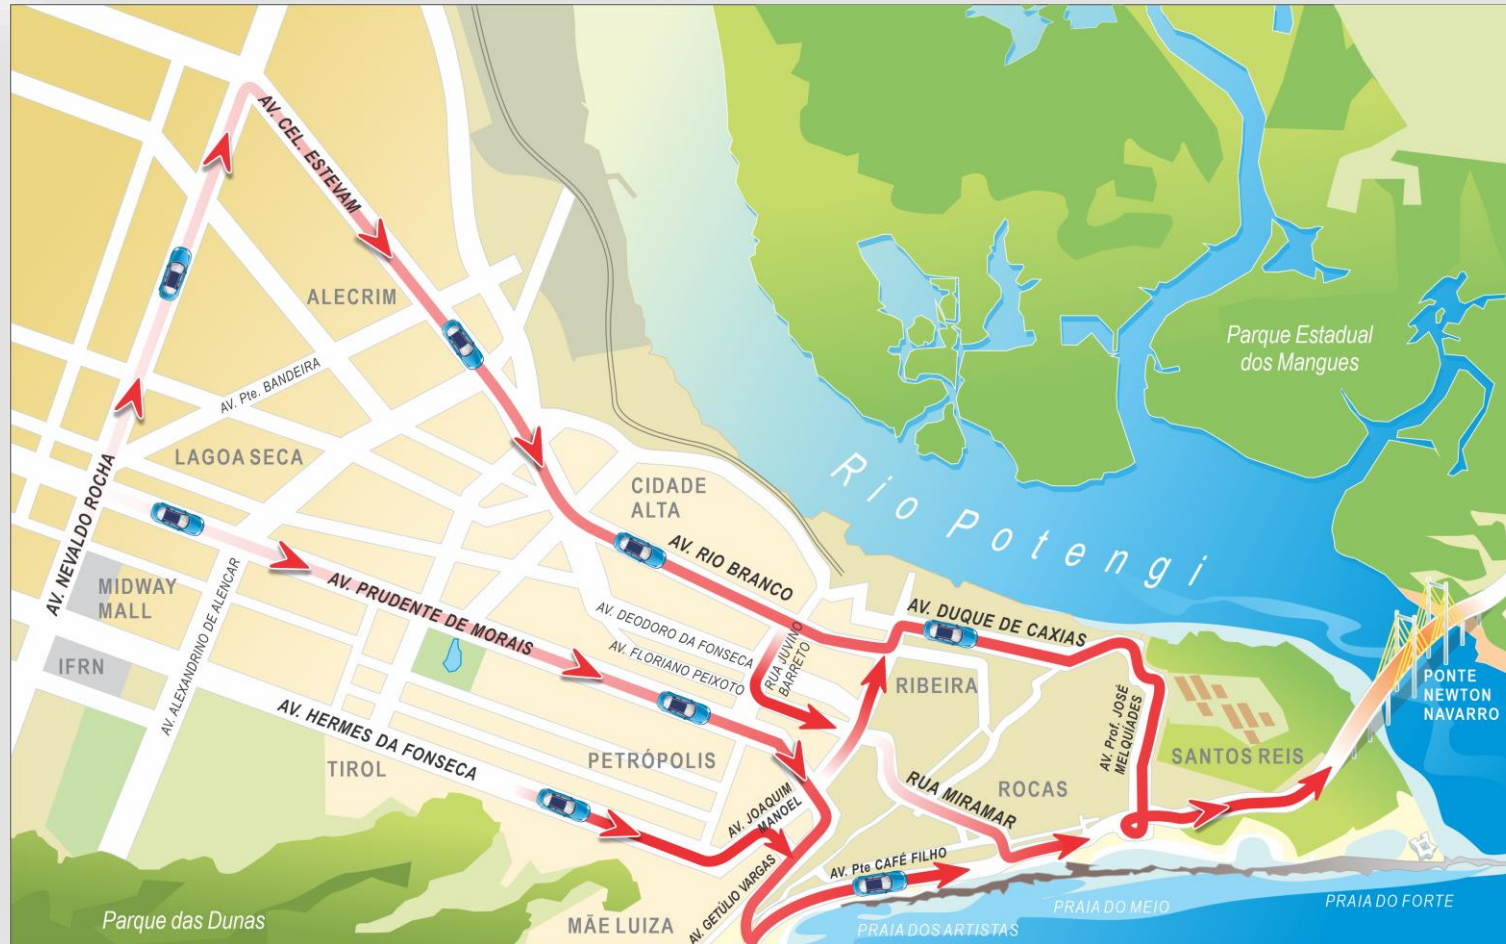 AV. CEL. ESTEVAM
ALECRIM
Parque Estadual
dos Mangues
AV. Pte. BANDEIRA
LAGOA SECA
AV. NEVALDO ROCHA
CIDADE
ALTA
Rio Potengi
AV. RIO BRANCO
MIDWAY
MALL
AV. PRUDENTE DE MORAIS
AV. ALEXANDRINO DE ALENCAR
IFRN
AV. DEODORO DA FONSECA
AV. FLORIANO PEIXOTO
RUA JUVINO
BARRETO
AV. DUQUE DE CAXIAS
RIBEIRA
PONTE
NEWTON
NAVARRO
AV. HERMES DA FONSECA
TIROL
PETRÓPOLIS
AV. Prof. JOSÉ
MELQUÍADES
SANTOS REIS
ROCAS
RUA MIRAMAR
AV. JOAQUIM
MANOEL
AV. GETÚLIO VARGAS
AV. Pte CAFÉ FILHO
Parque das Dunas
MÃE LUIZA
PRAIA DOS ARTISTAS
PRAIA DO MEIO
PRAIA DO FORTE